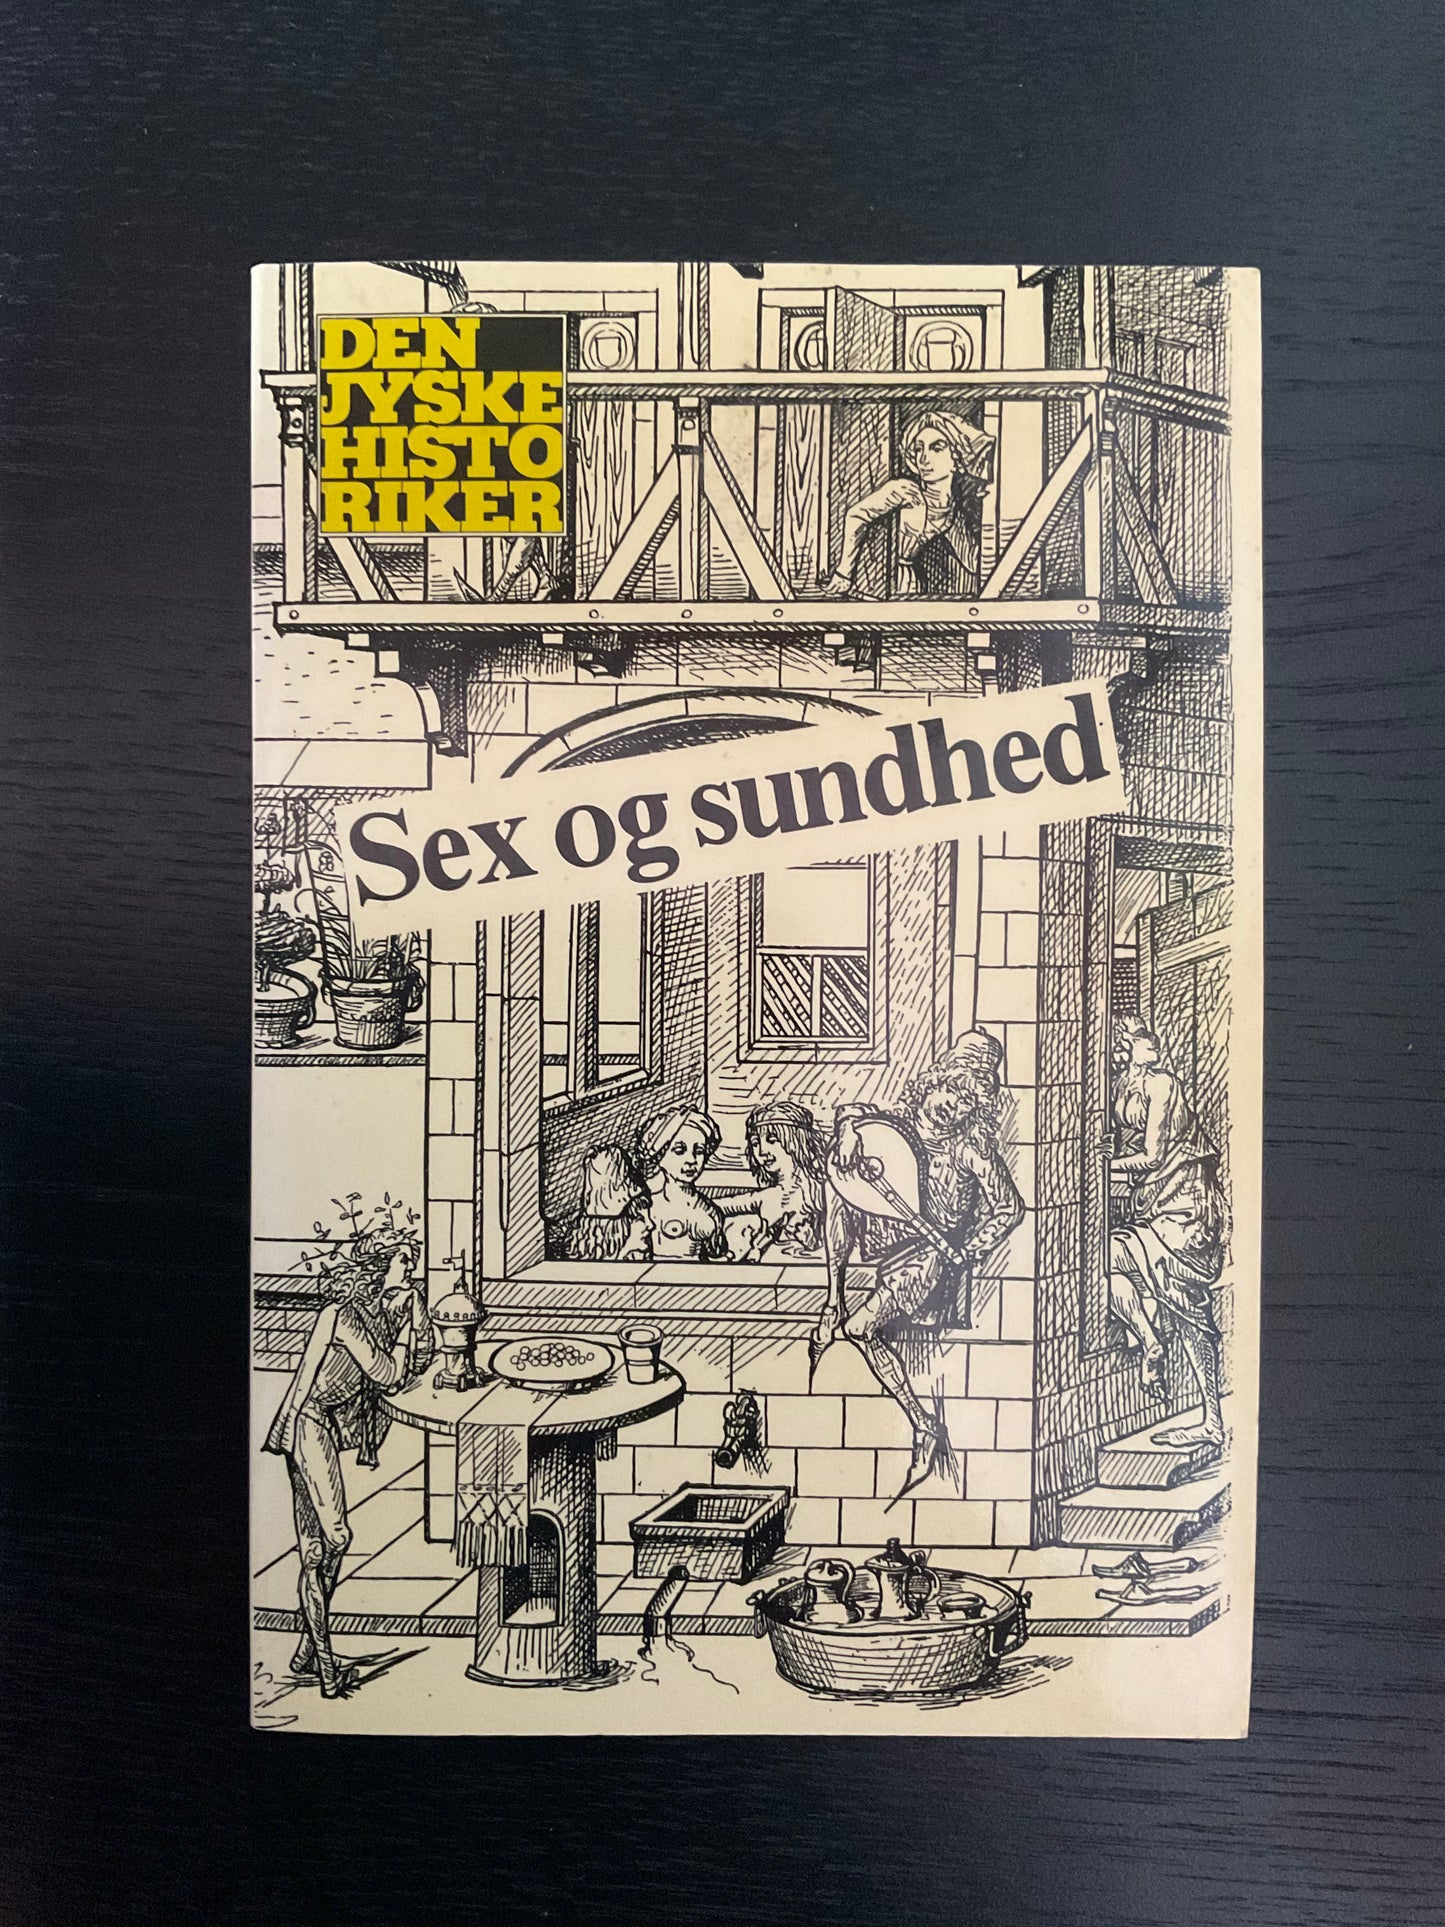 DEN
JYSKE
HISTO
RIKER
Sex og sundhed